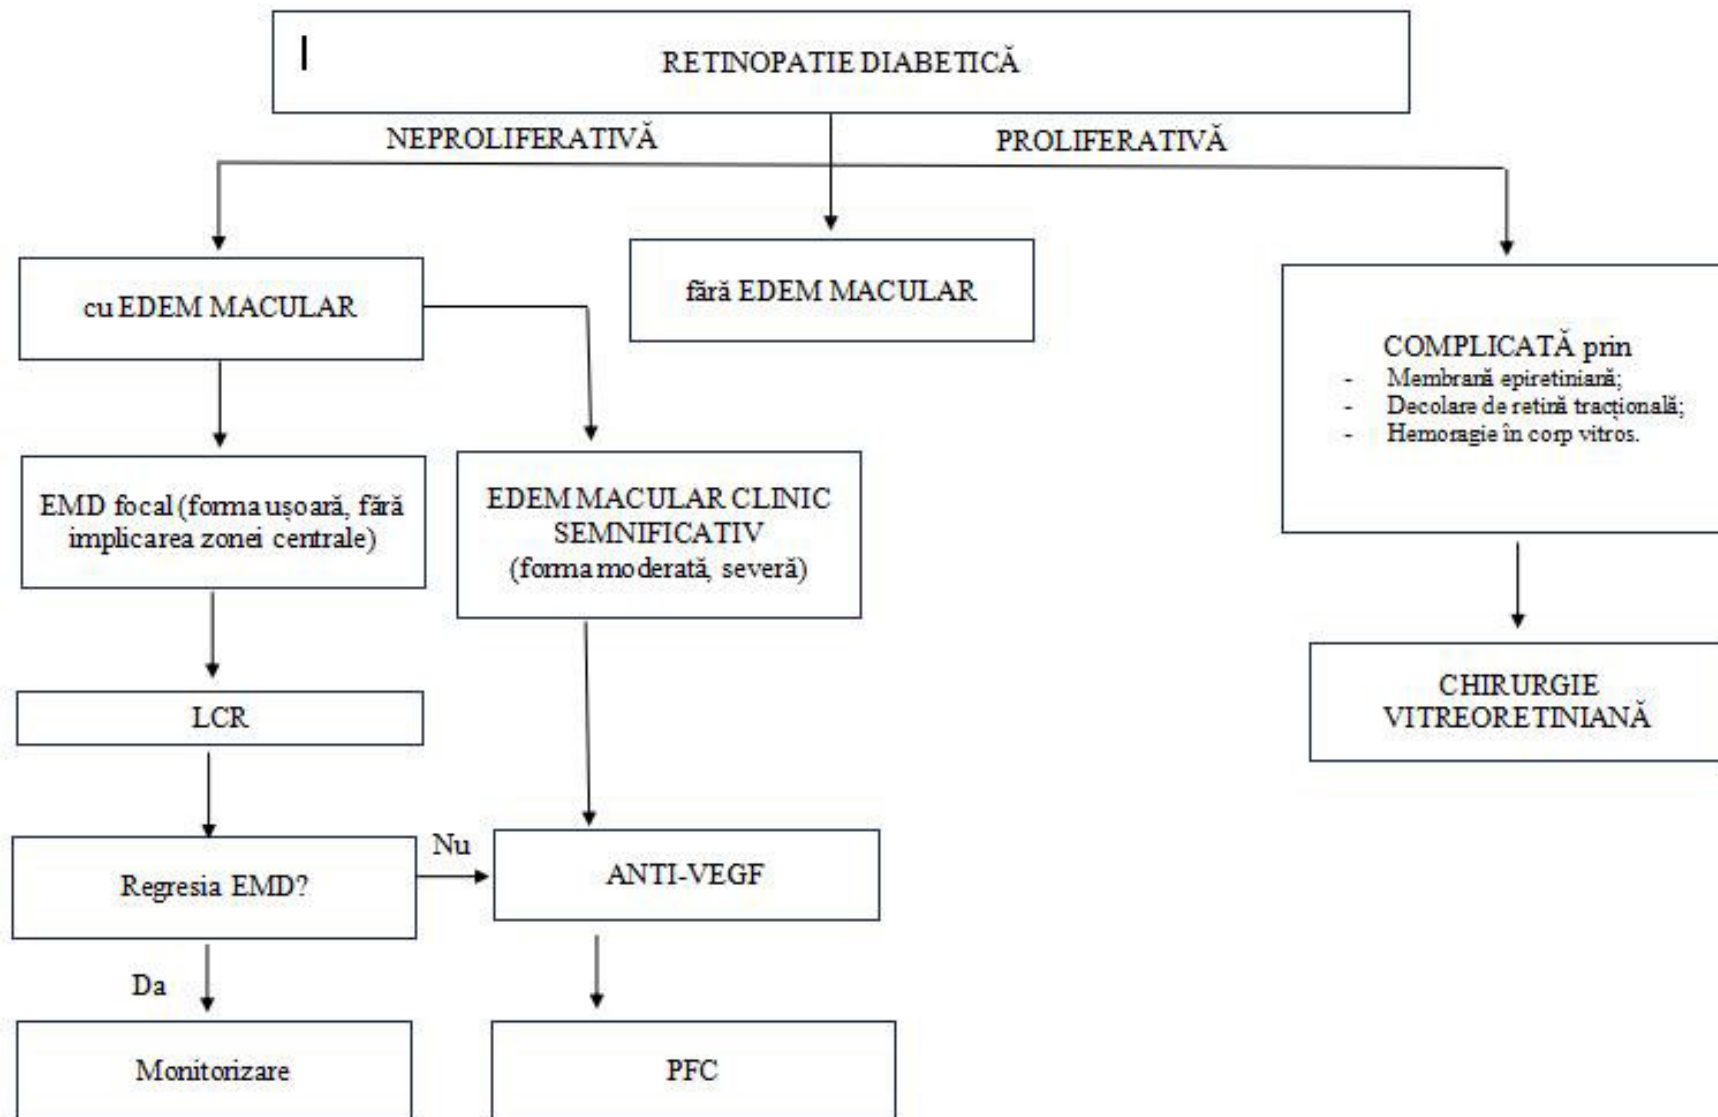 RETINOPATIE DIABETICĂ
NEPROLIFERATIVĂ
PROLIFERATIVĂ
cu EDEM MACULAR
fără EDEM MACULAR
COMPLICATĂ prin
- Membrană epiretiniană;
- Decolare de retină tracțională;
- Hemoragie în corp vitros.
EMD focal (forma ușoară, fără
implicarea zonei centrale)
EDEM MACULAR CLINIC
SEMNIFICATIV
(forma moderată, severă)
LCR
CHIRURGIE
VITREORETINIANĂ
Regresia EMD?
Nu
ANTI-VEGF
Da
Monitorizare
PFC